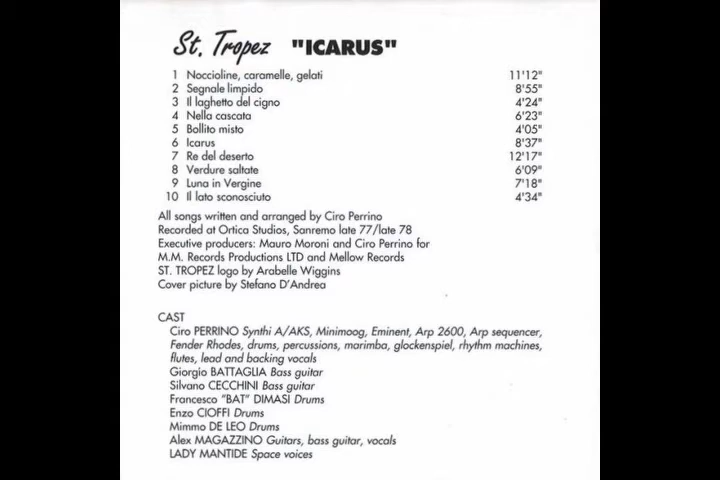 St. Tropez "ICARUS"
1 Noccioline, caramelle, gelati 11'12"
2 Segnale limpido 8'55"
3 Il laghetto del cigno 4'24"
4 Nella cascata 6'23"
5 Bollito misto 4'05"
6 Icarus 8'37"
7 Re del deserto 12'17"
8 Verdure saltate 6'09"
9 Luna in Vergine 7'18"
10 Il lato sconosciuto 4'34"
All songs written and arranged by Ciro Perrino
Recorded at Ortica Studios, Sanremo late 77/late 78
Executive producers: Mauro Moroni and Ciro Perrino for
M.M. Records Productions LTD and Mellow Records
ST. TROPEZ logo by Arabelle Wiggins
Cover picture by Stefano D'Andrea
CAST
Ciro PERRINO Synthi A/AKS, Minimoog, Eminent, Arp 2600, Arp sequencer,
Fender Rhodes, drums, percussions, marimba, glockenspiel, rhythm machines,
flutes, lead and backing vocals
Giorgio BATTAGLIA Bass guitar
Silvano CECCHINI Bass guitar
Francesco "BAT" DIMASI Drums
Enzo CIOFFI Drums
Mimmo DE LEO Drums
Alex MAGAZZINO Guitars, bass guitar, vocals
LADY MANTIDE Space voices